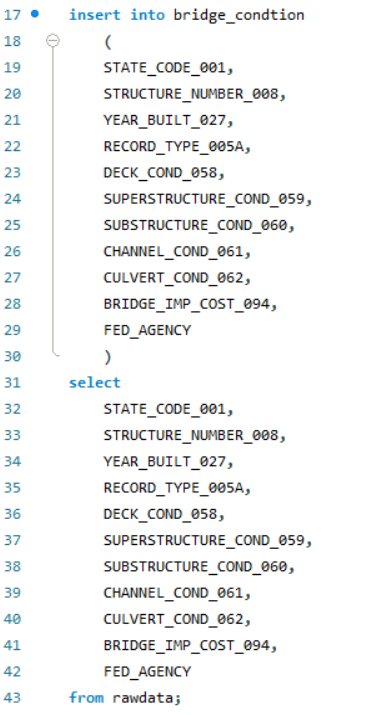 17 insert into bridge_condtion
18 (
19 STATE_CODE_001,
20 STRUCTURE_NUMBER_008,
21 YEAR_BUILT_027,
22 RECORD_TYPE_005A,
23 DECK_COND_058,
24 SUPERSTRUCTURE_COND_059,
25 SUBSTRUCTURE_COND_060,
26 CHANNEL_COND_061,
27 CULVERT_COND_062,
28 BRIDGE_IMP_COST_094,
29 FED_AGENCY
30 )
31 select
32 STATE_CODE_001,
33 STRUCTURE_NUMBER_008,
34 YEAR_BUILT_027,
35 RECORD_TYPE_005A,
36 DECK_COND_058,
37 SUPERSTRUCTURE_COND_059,
38 SUBSTRUCTURE_COND_060,
39 CHANNEL_COND_061,
40 CULVERT_COND_062,
41 BRIDGE_IMP_COST_094,
42 FED_AGENCY
43 from rawdata;